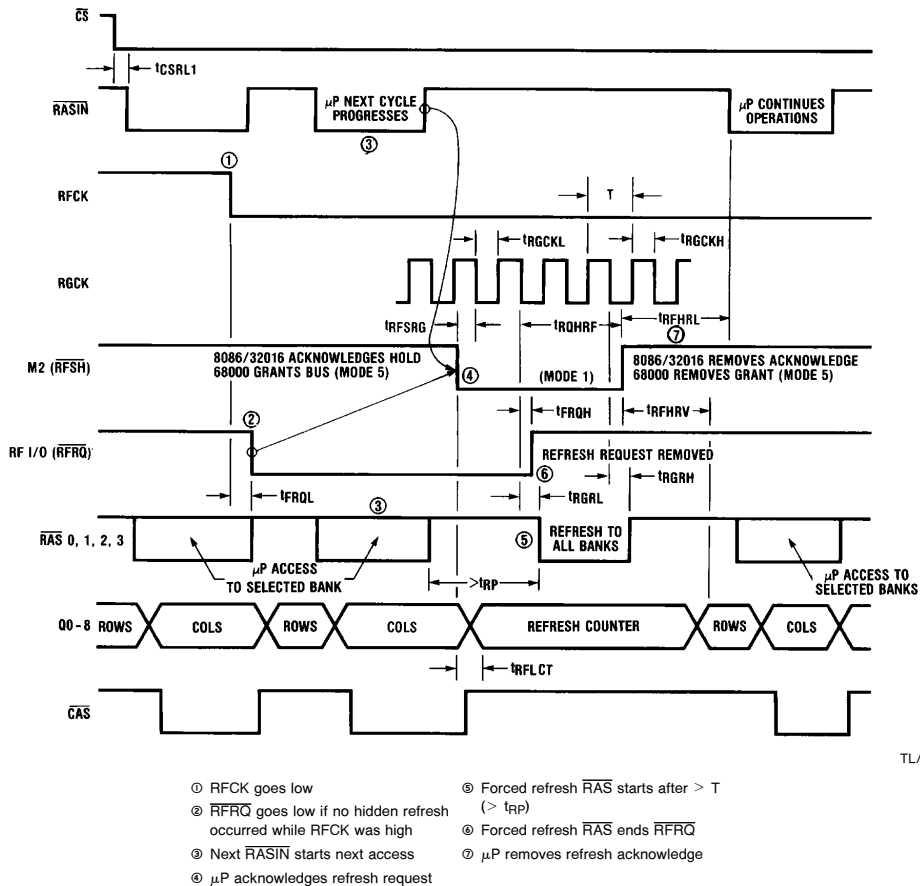 CS
tCSRL1
RASIN
µP NEXT CYCLE
PROGRESSES
③
µP CONTINUES
OPERATIONS
①
RFCK
T
tRGCKL
tRGCKH
RGCK
tRFSRG
tRQHRF
tRFHRL
⑦
M2 (RFSH)
8086/32016 ACKNOWLEDGES HOLD
68000 GRANTS BUS (MODE 5)
④
(MODE 1)
8086/32016 REMOVES ACKNOWLEDGE
68000 REMOVES GRANT (MODE 5)
②
tFRQH
tRFHRV
RF I/O (RFRQ)
REFRESH REQUEST REMOVED
⑥
tFRQL
tRGRL
tRGRH
③
RAS 0, 1, 2, 3
⑤
REFRESH TO
ALL BANKS
µP ACCESS
TO SELECTED BANK
>tRP
µP ACCESS TO
SELECTED BANKS
Q0-8 ROWS COLS ROWS COLS REFRESH COUNTER ROWS COLS
tRFLCT
CAS
TL/
① RFCK goes low
② RFRQ goes low if no hidden refresh
occurred while RFCK was high
③ Next RASIN starts next access
④ µP acknowledges refresh request
⑤ Forced refresh RAS starts after > T
(> tRP)
⑥ Forced refresh RAS ends RFRQ
⑦ µP removes refresh acknowledge